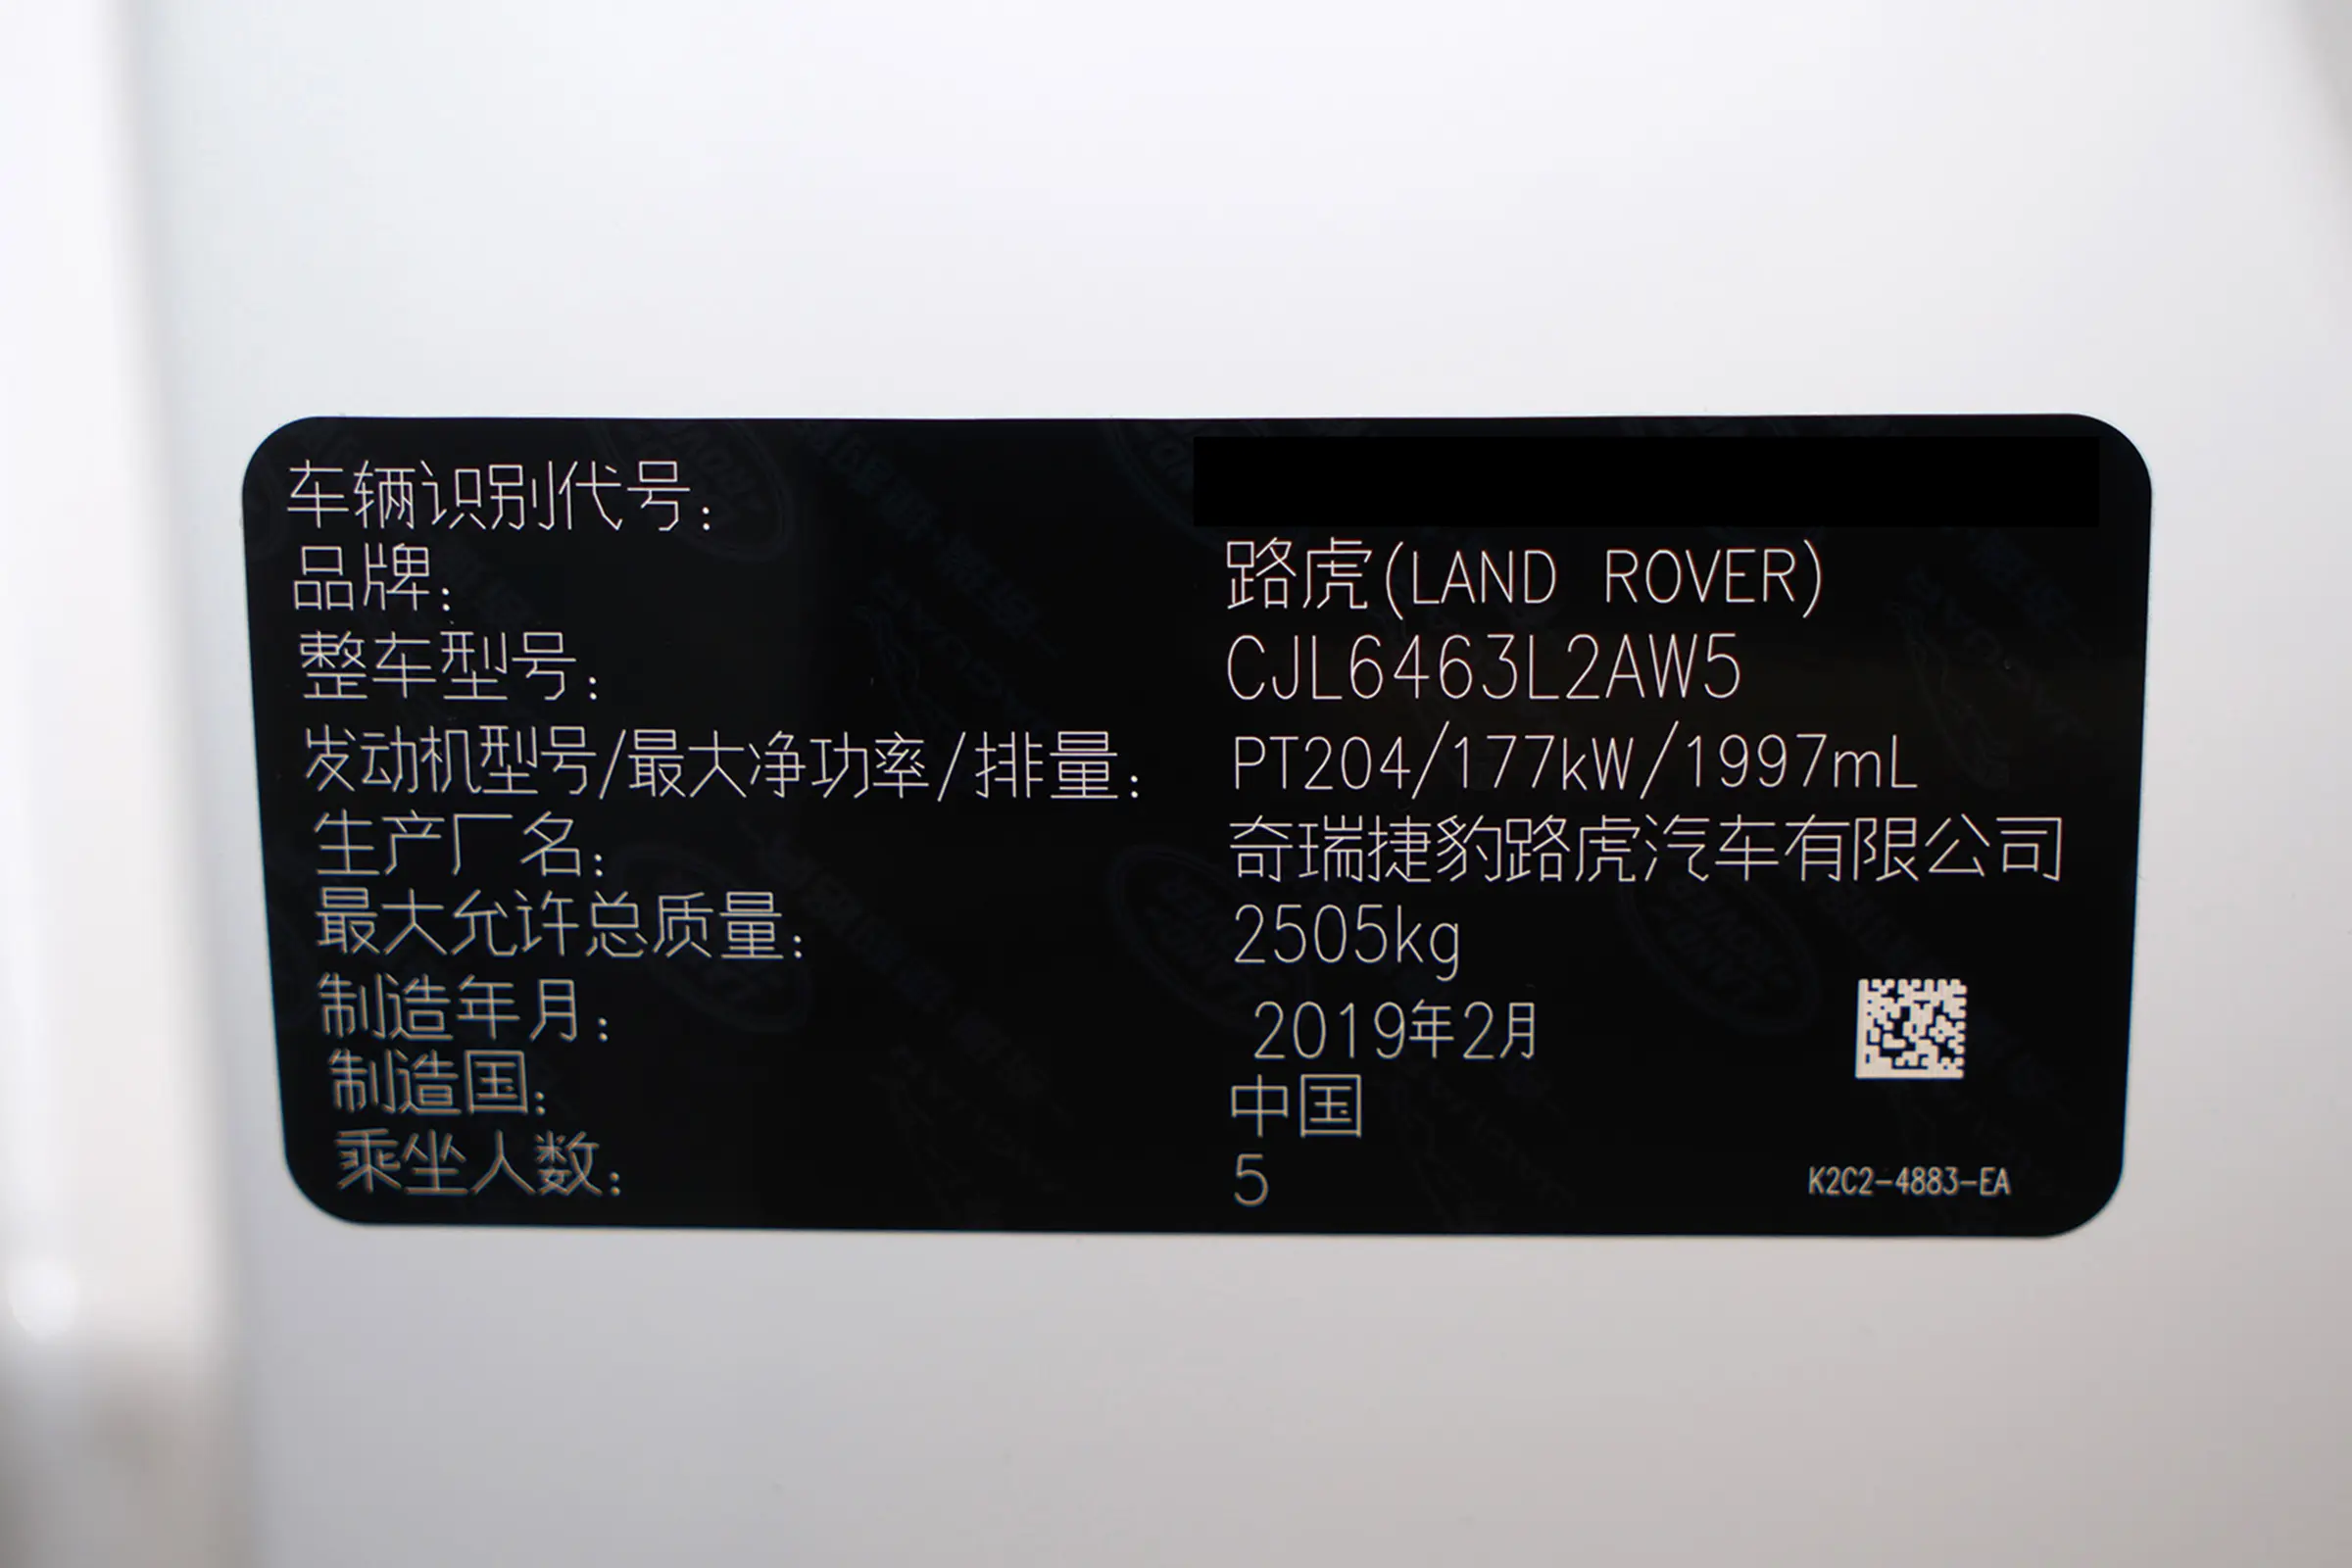 车辆识别代号:
品牌: 路虎(LAND ROVER)
整车型号: CJL6463L2AW5
发动机型号/最大净功率/排量: PT204/177kW/1997mL
生产厂名: 奇瑞捷豹路虎汽车有限公司
最大允许总质量: 2505kg
制造年月: 2019年2月
制造国: 中国
乘坐人数: 5
K2C2-4883-EA